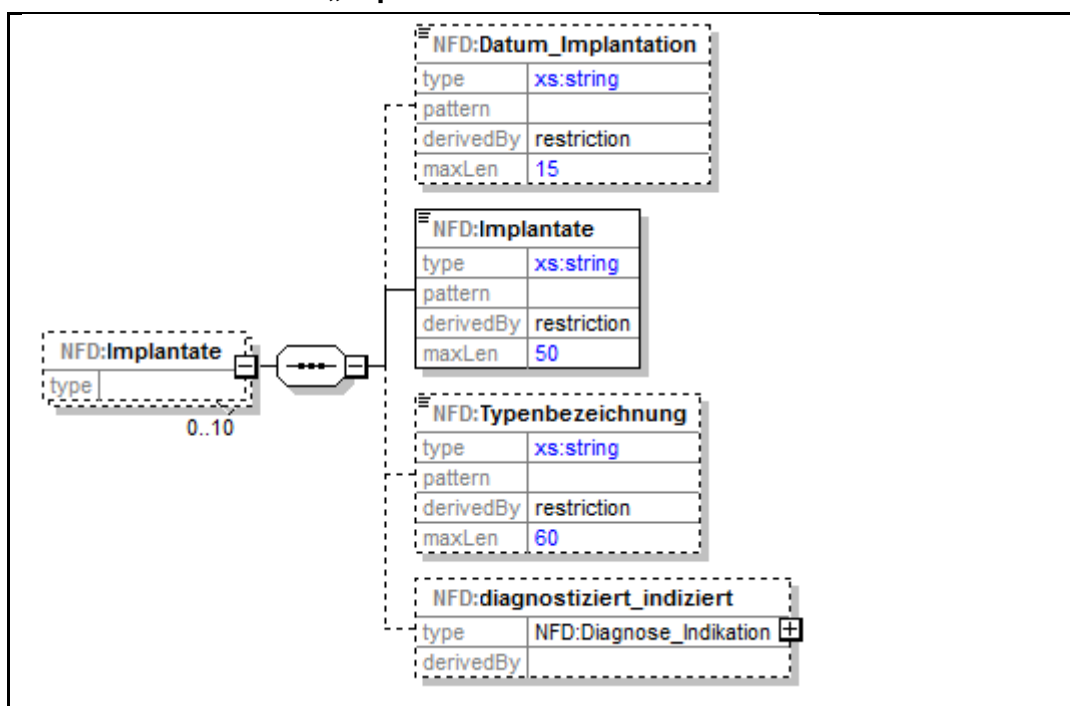 NFD:Datum_Implantation
type xs:string
pattern
derivedBy restriction
maxLen 15
NFD:Implantate
type xs:string
pattern
derivedBy restriction
maxLen 50
NFD:Implantate
type
0..10
NFD:Typenbezeichnung
type xs:string
pattern
derivedBy restriction
maxLen 60
NFD:diagnostiziert_indiziert
type NFD:Diagnose_Indikation
derivedBy